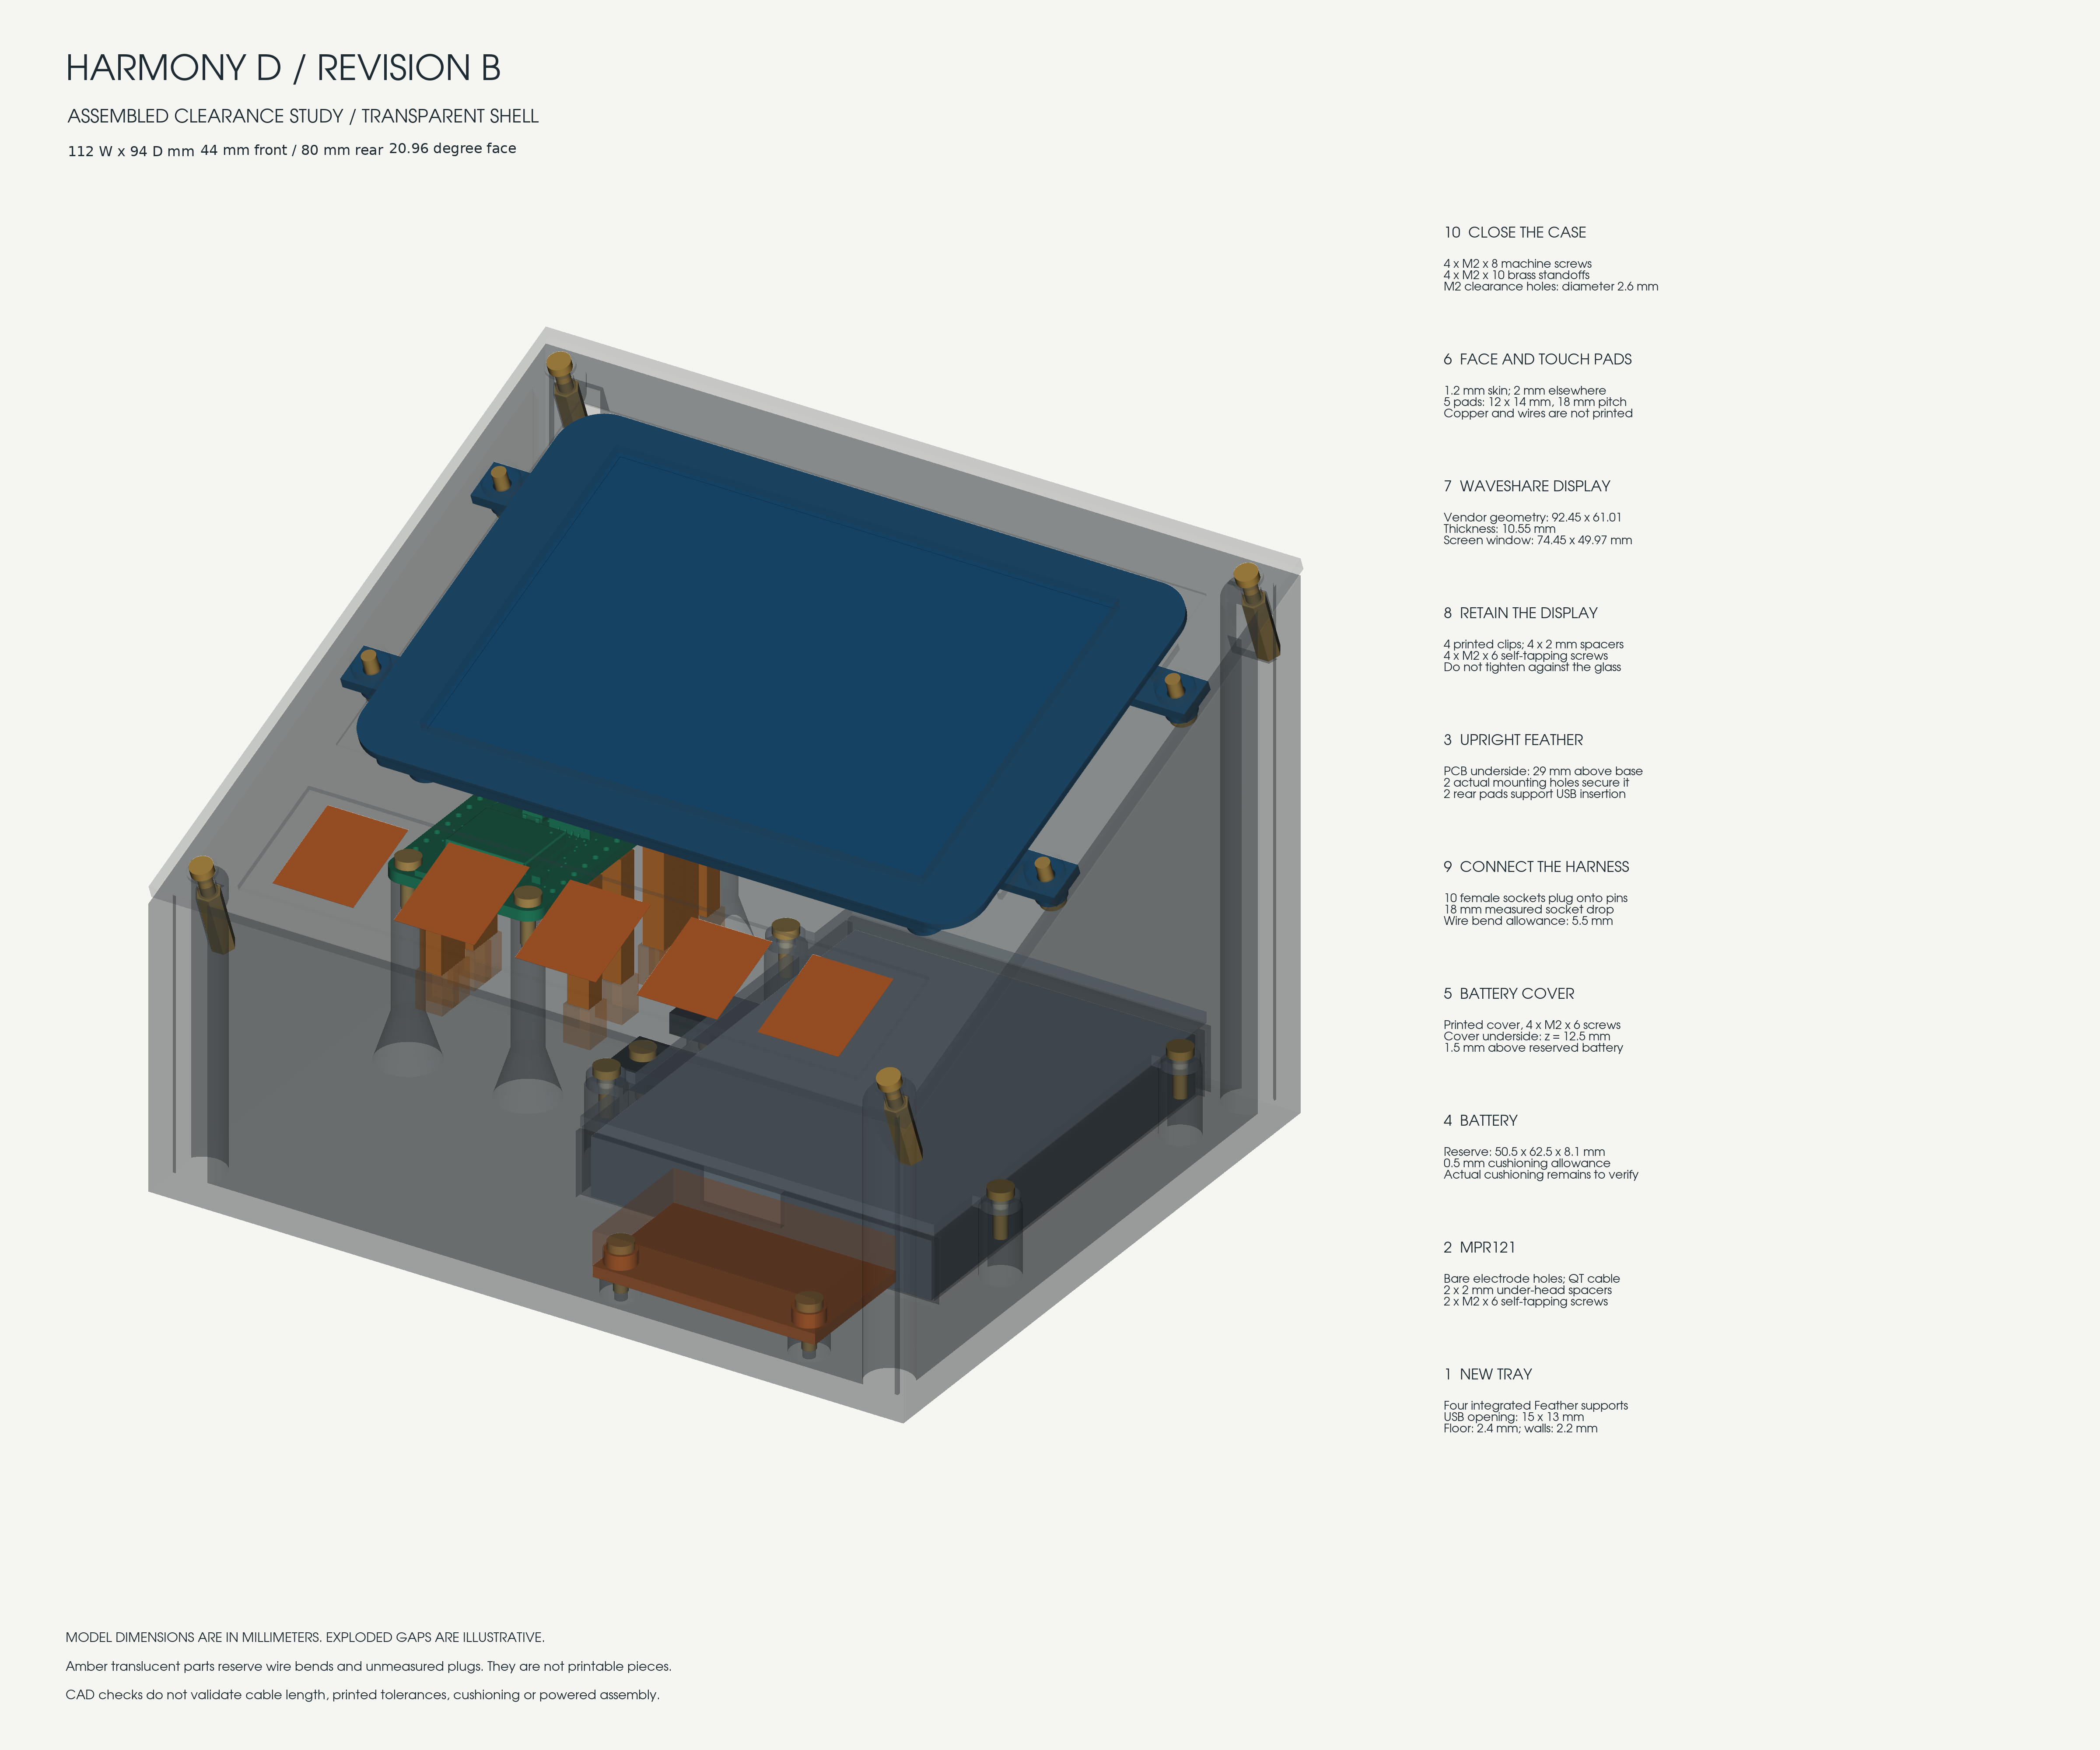 HARMONY D / REVISION B
ASSEMBLED CLEARANCE STUDY / TRANSPARENT SHELL
112 W x 94 D mm 44 mm front / 80 mm rear 20.96 degree face
10 CLOSE THE CASE
4 x M2 x 8 machine screws
4 x M2 x 10 brass standoffs
M2 clearance holes: diameter 2.6 mm
6 FACE AND TOUCH PADS
1.2 mm skin; 2 mm elsewhere
5 pads: 12 x 14 mm, 18 mm pitch
Copper and wires are not printed
7 WAVESHARE DISPLAY
Vendor geometry: 92.45 x 61.01
Thickness: 10.55 mm
Screen window: 74.45 x 49.97 mm
8 RETAIN THE DISPLAY
4 printed clips; 4 x 2 mm spacers
4 x M2 x 6 self-tapping screws
Do not tighten against the glass
3 UPRIGHT FEATHER
PCB underside: 29 mm above base
2 actual mounting holes secure it
2 rear pads support USB insertion
9 CONNECT THE HARNESS
10 female sockets plug onto pins
18 mm measured socket drop
Wire bend allowance: 5.5 mm
5 BATTERY COVER
Printed cover, 4 x M2 x 6 screws
Cover underside: z = 12.5 mm
1.5 mm above reserved battery
4 BATTERY
Reserve: 50.5 x 62.5 x 8.1 mm
0.5 mm cushioning allowance
Actual cushioning remains to verify
2 MPR121
Bare electrode holes; QT cable
2 x 2 mm under-head spacers
2 x M2 x 6 self-tapping screws
1 NEW TRAY
Four integrated Feather supports
USB opening: 15 x 13 mm
Floor: 2.4 mm; walls: 2.2 mm
MODEL DIMENSIONS ARE IN MILLIMETERS. EXPLODED GAPS ARE ILLUSTRATIVE.
Amber translucent parts reserve wire bends and unmeasured plugs. They are not printable pieces.
CAD checks do not validate cable length, printed tolerances, cushioning or powered assembly.